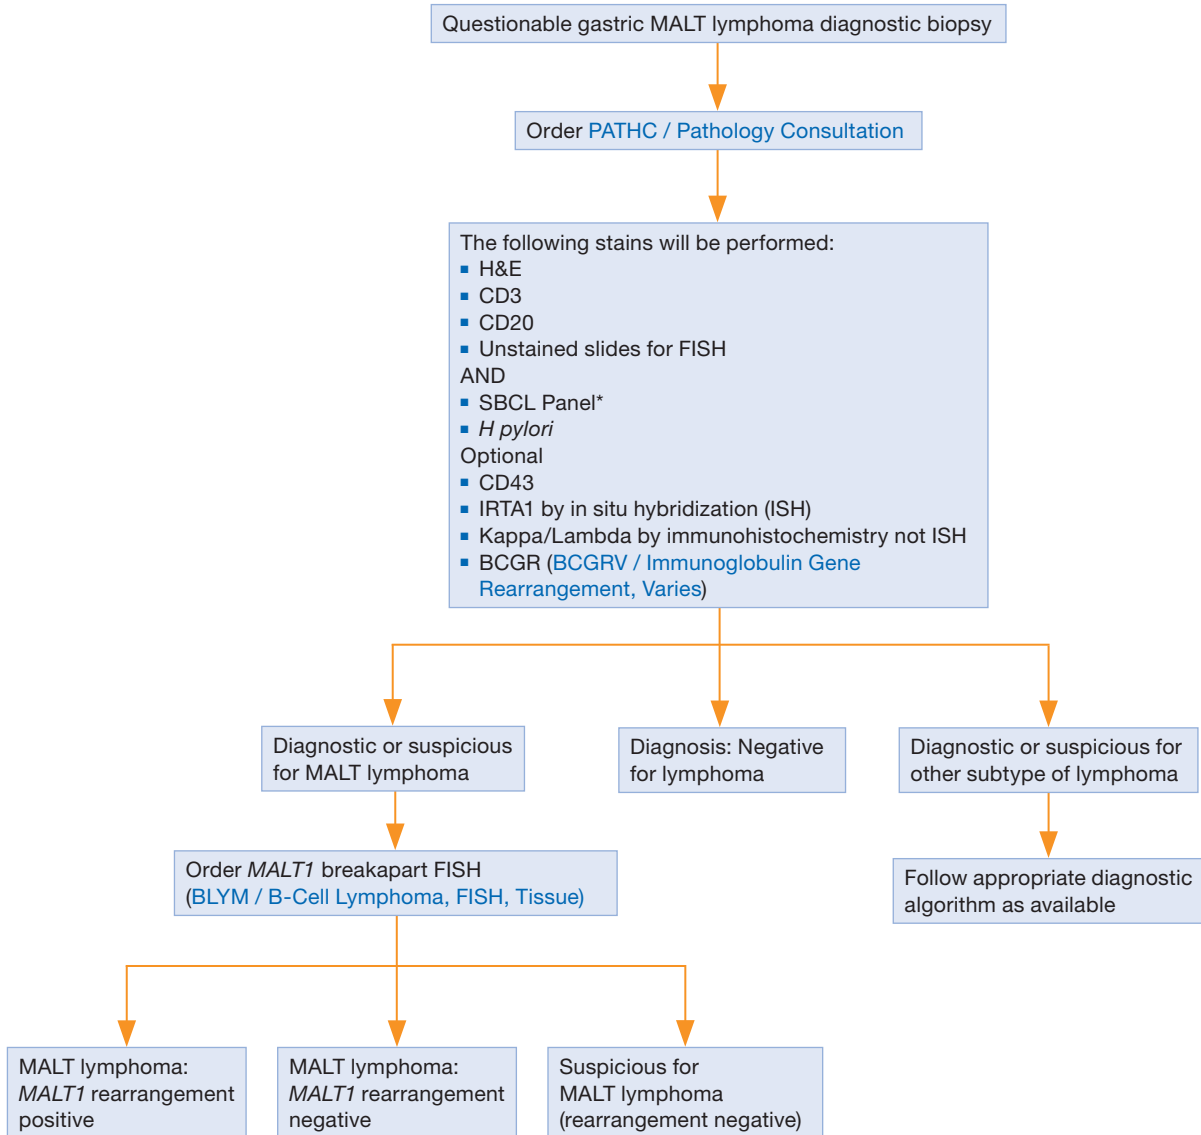 Questionable gastric MALT lymphoma diagnostic biopsy
Order PATHC / Pathology Consultation
The following stains will be performed:
▪ H&E
▪ CD3
▪ CD20
▪ Unstained slides for FISH
AND
▪ SBCL Panel*
▪ H pylori
Optional
▪ CD43
▪ IRTA1 by in situ hybridization (ISH)
▪ Kappa/Lambda by immunohistochemistry not ISH
▪ BCGR (BCGRV / Immunoglobulin Gene
Rearrangement, Varies)
Diagnostic or suspicious
for MALT lymphoma
Diagnosis: Negative
for lymphoma
Diagnostic or suspicious for
other subtype of lymphoma
Order MALT1 breakapart FISH
(BLYM / B-Cell Lymphoma, FISH, Tissue)
Follow appropriate diagnostic
algorithm as available
MALT lymphoma:
MALT1 rearrangement
positive
MALT lymphoma:
MALT1 rearrangement
negative
Suspicious for
MALT lymphoma
(rearrangement negative)